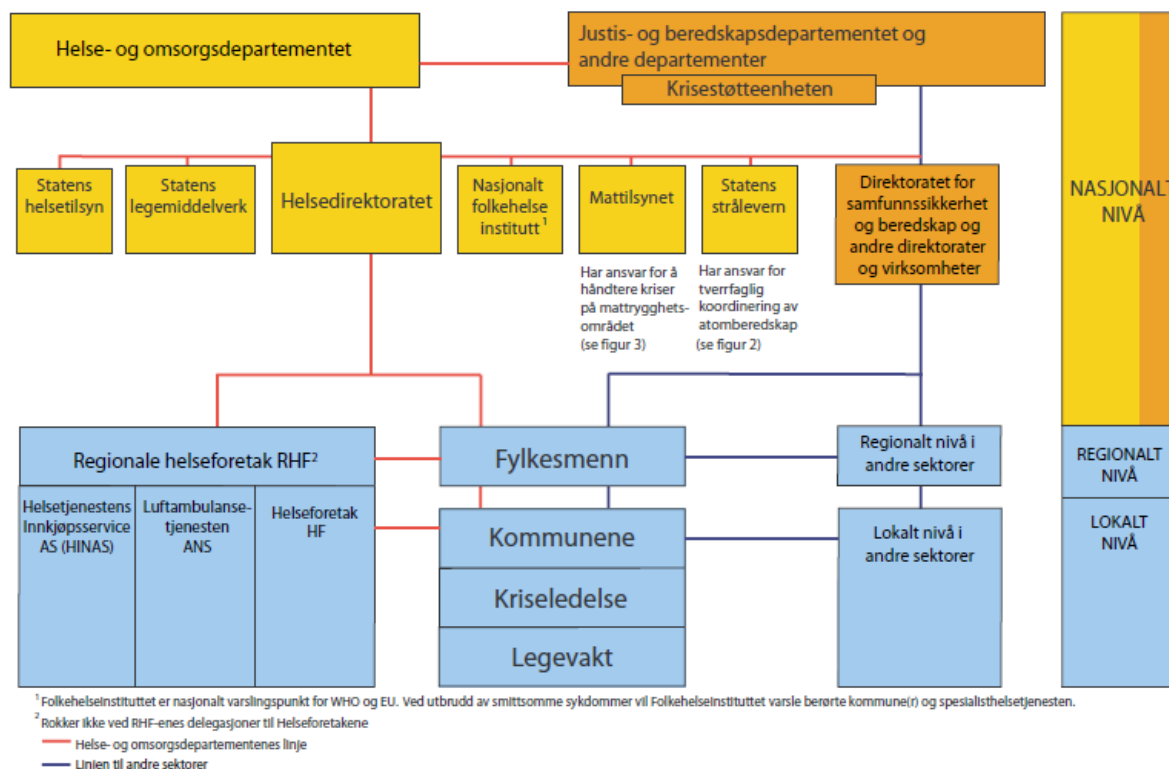 Helse- og omsorgsdepartementet
Justis- og beredskapsdepartementet og
andre departementer
Krisestøtteenheten
Statens
helsetilsyn
Statens
legemiddelverk
Helsedirektoratet
Nasjonalt
folkehelse
institutt¹
Mattilsynet
Statens
strålevern
Direktoratet for
samfunnssikkerhet
og beredskap og
andre direktorater
og virksomheter
NASJONALT
NIVÅ
Har ansvar for å
håndtere kriser
på mattrygghets-
området
(se figur 3)
Har ansvar for
tverrfaglig
koordinering av
atomberedskap
(se figur 2)
Regionale helseforetak RHF²
Fylkesmenn
Regionalt nivå i
andre sektorer
REGIONALT
NIVÅ
Helsetjenestens
Innkjøpsservice
AS (HINAS)
Luftambulanse-
tjenesten
ANS
Helseforetak
HF
Kommunene
Kriseledelse
Legevakt
Lokalt nivå i
andre sektorer
LOKALT
NIVÅ
¹ Folkehelseinstituttet er nasjonalt varslingspunkt for WHO og EU. Ved utbrudd av smittsomme sykdommer vil Folkehelseinstituttet varsle berørte kommune(r) og spesialisthelsetjenesten.
² Rokker ikke ved RHF-enes delegasjoner til Helseforetakene
Helse- og omsorgsdepartementenes linje
Linjen til andre sektorer